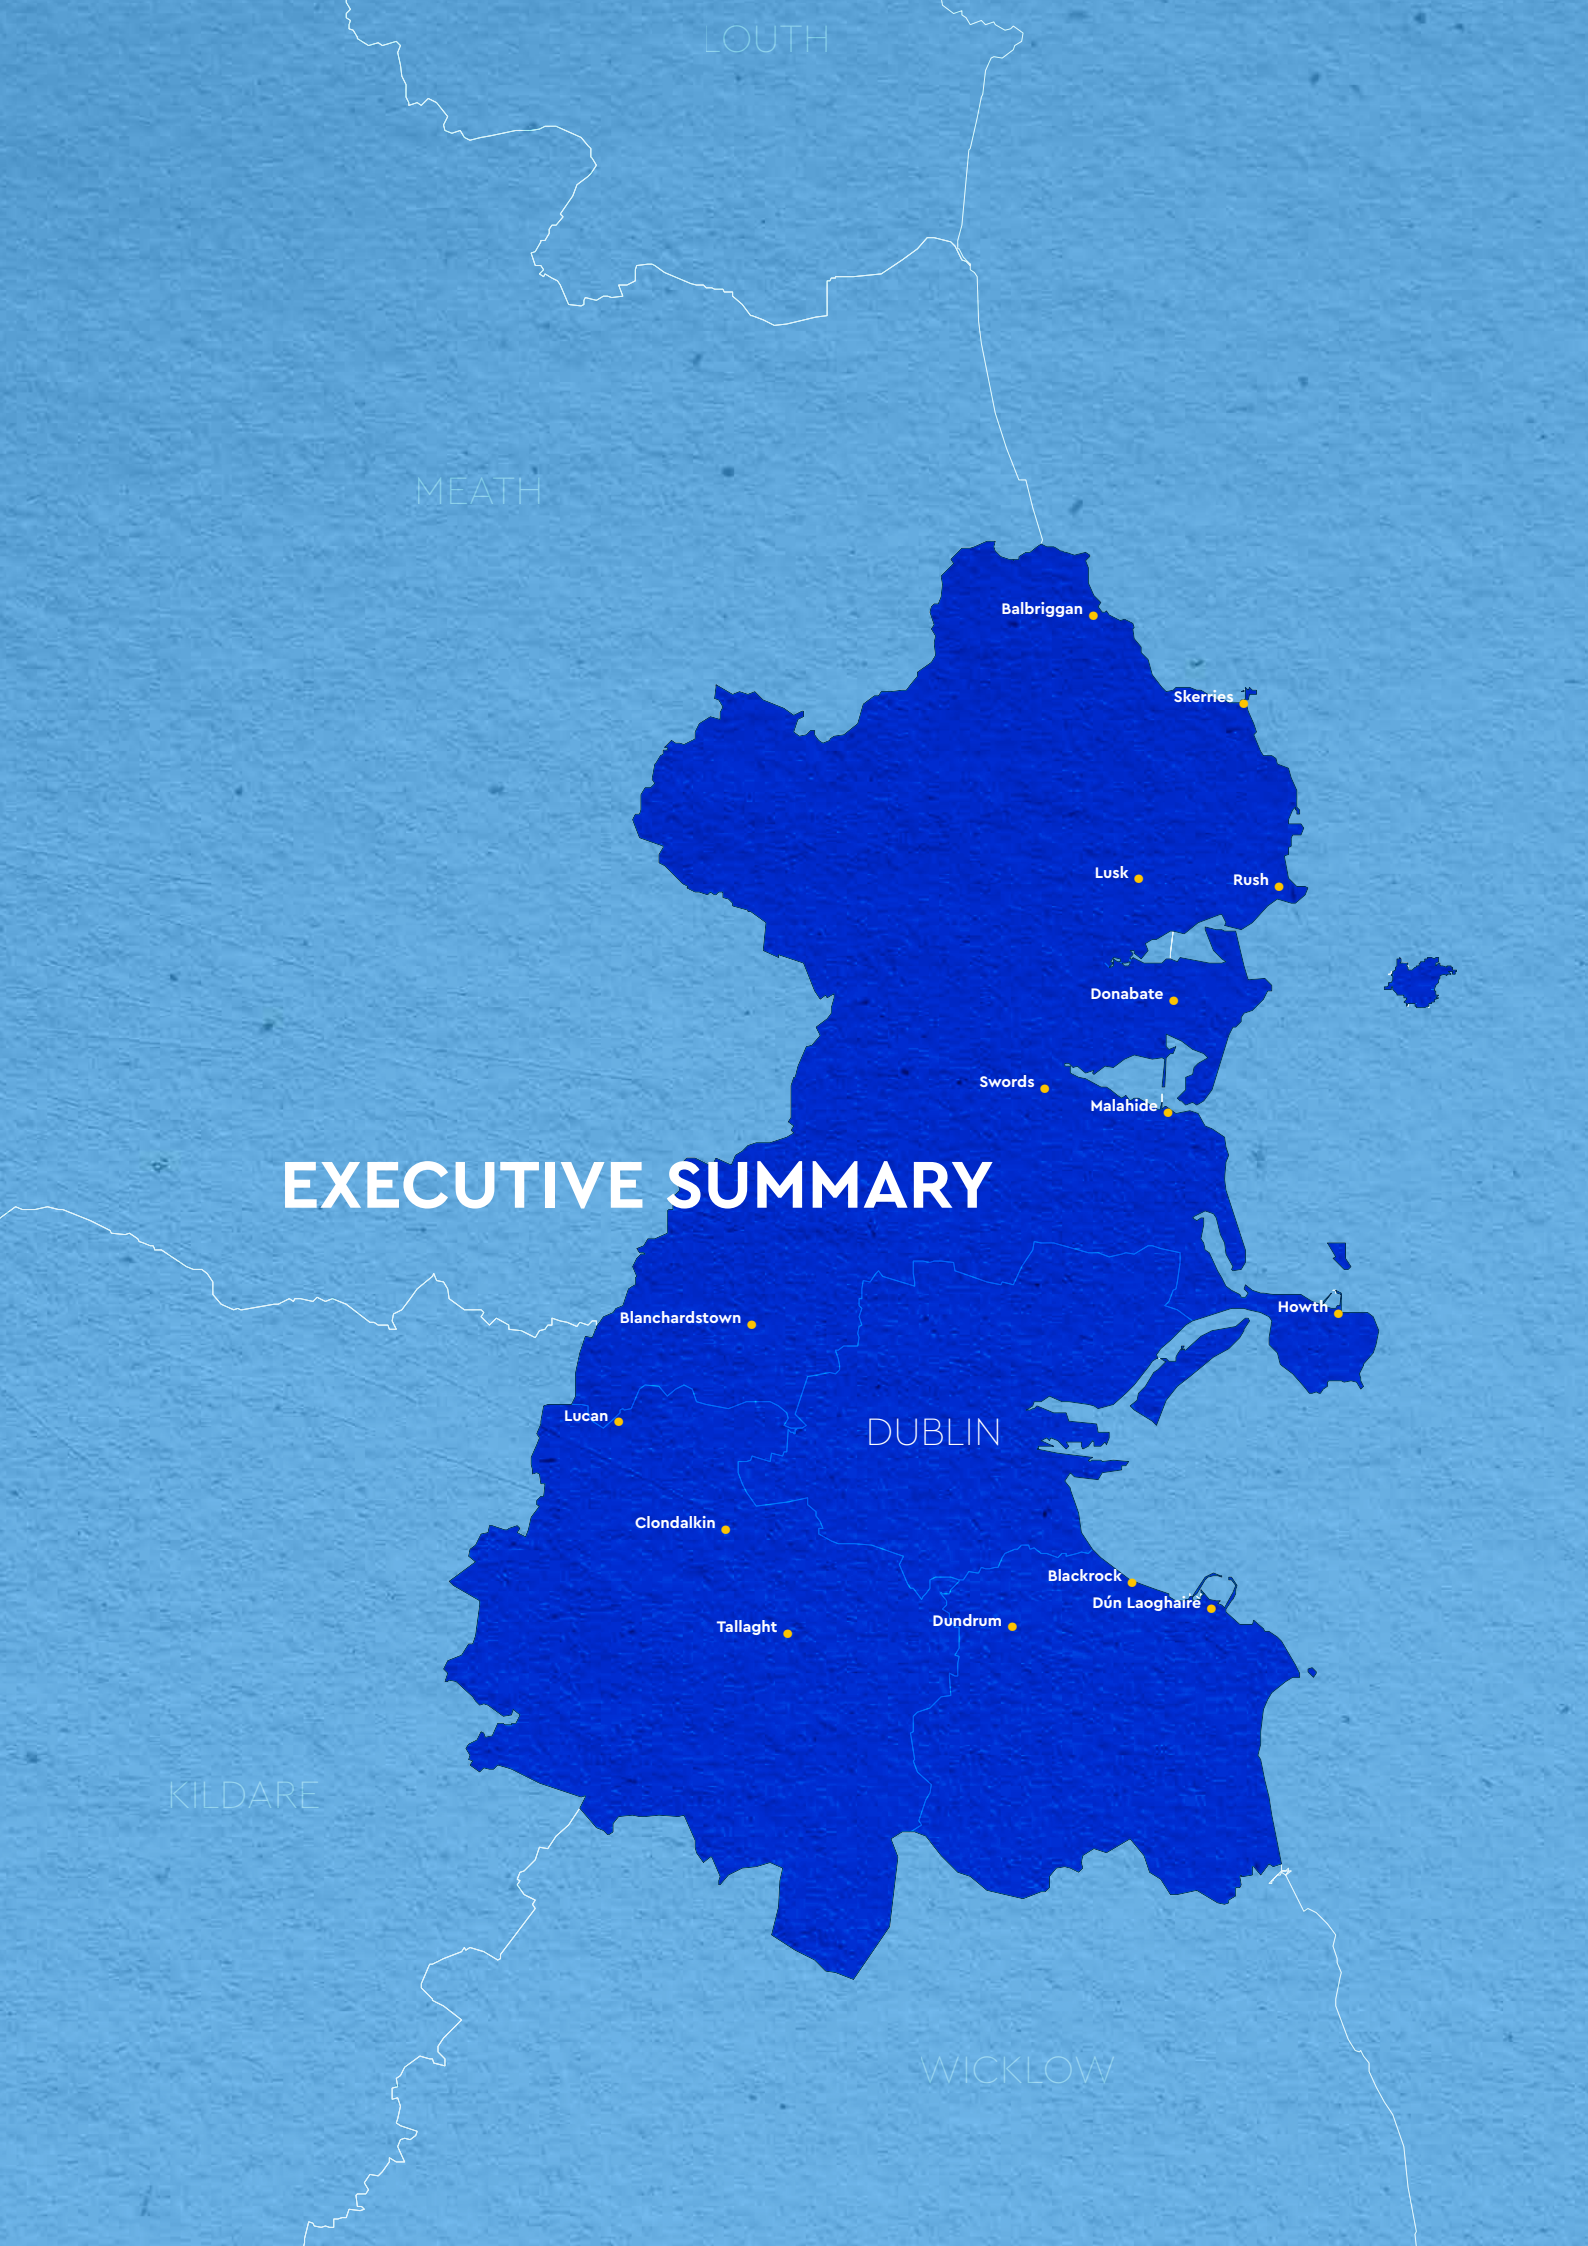 LOUTH
MEATH
Balbriggan
Skerries
Lusk
Rush
Donabate
Swords
Malahide
EXECUTIVE SUMMARY
Howth
Blanchardstown
Lucan
DUBLIN
Clondalkin
Blackrock
Dún Laoghaire
Dundrum
Tallaght
KILDARE
WICKLOW